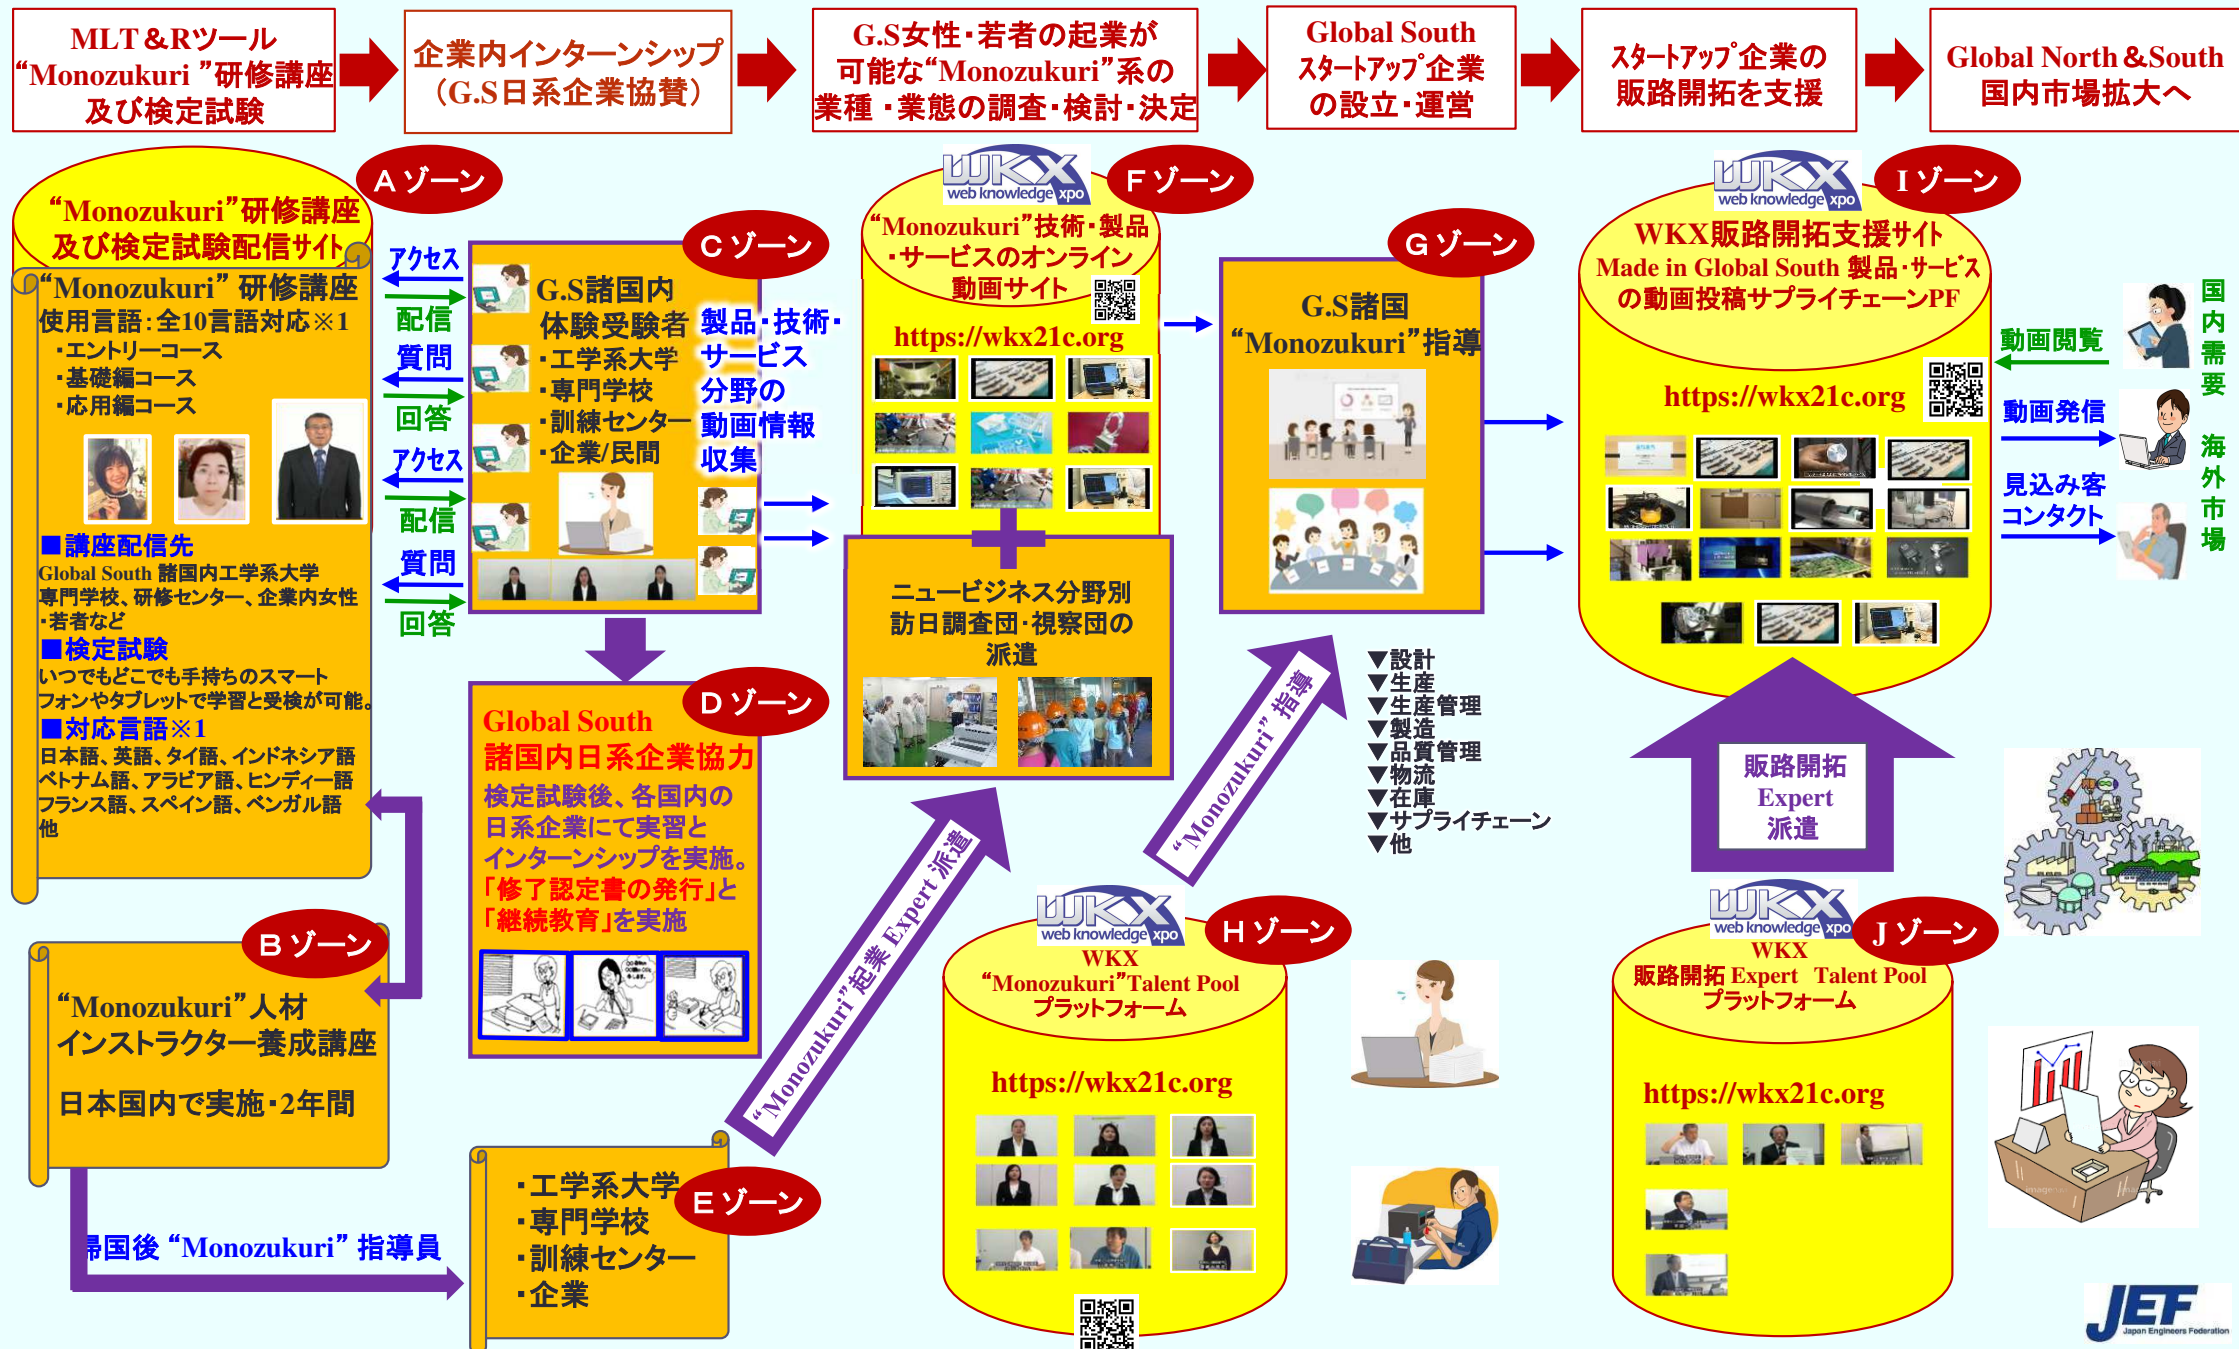 MLT＆Rツール
“Monozukuri ”研修講座
及び検定試験
企業内インターンシップ
（G.S日系企業協賛）
G.S女性・若者の起業が
可能な“Monozukuri”系の
業種・業態の調査・検討・決定
Global South
スタートアップ企業
の設立・運営
スタートアップ企業の
販路開拓を支援
Global North＆South
国内市場拡大へ
A ゾーン
“Monozukuri”研修講座
及び検定試験配信サイト
“Monozukuri” 研修講座
使用言語：全10言語対応※1
・エントリーコース
・基礎編コース
・応用編コース
■講座配信先
Global South 諸国内工学系大学
専門学校、研修センター、企業内女性
・若者など
■検定試験
いつでもどこでも手持ちのスマート
フォンやタブレットで学習と受検が可能。
■対応言語※1
日本語、英語、タイ語、インドネシア語
ベトナム語、アラビア語、ヒンディー語
フランス語、スペイン語、ベンガル語
他
アクセス
配信
質問
回答
アクセス
配信
質問
回答
B ゾーン
“Monozukuri”人材
インストラクター養成講座
日本国内で実施・2年間
帰国後 “Monozukuri” 指導員
C ゾーン
G.S諸国内
体験受験者
・工学系大学
・専門学校
・訓練センター
・企業/民間
製品・技術・
サービス
分野の
動画情報
収集
D ゾーン
Global South
諸国内日系企業協力
検定試験後、各国内の
日系企業にて実習と
インターンシップを実施。
「修了認定書の発行」と
「継続教育」を実施
E ゾーン
・工学系大学
・専門学校
・訓練センター
・企業
“Monozukuri”起業 Expert 派遣
F ゾーン
WKX
web knowledge xpo
“Monozukuri”技術・製品
・サービスのオンライン
動画サイト
https://wkx21c.org
ニュービジネス分野別
訪日調査団・視察団の
派遣
G ゾーン
G.S諸国
“Monozukuri”指導
“Monozukuri” 指導
▼設計
▼生産
▼生産管理
▼製造
▼品質管理
▼物流
▼在庫
▼サプライチェーン
▼他
H ゾーン
WKX
web knowledge xpo
WKX
“Monozukuri”Talent Pool
プラットフォーム
https://wkx21c.org
I ゾーン
WKX
web knowledge xpo
WKX販路開拓支援サイト
Made in Global South 製品・サービス
の動画投稿サプライチェーンPF
https://wkx21c.org
動画閲覧
動画発信
見込み客
コンタクト
国内需要 海外市場
販路開拓
Expert
派遣
J ゾーン
WKX
web knowledge xpo
WKX
販路開拓 Expert Talent Pool
プラットフォーム
https://wkx21c.org
JEF
Japan Engineers Federation